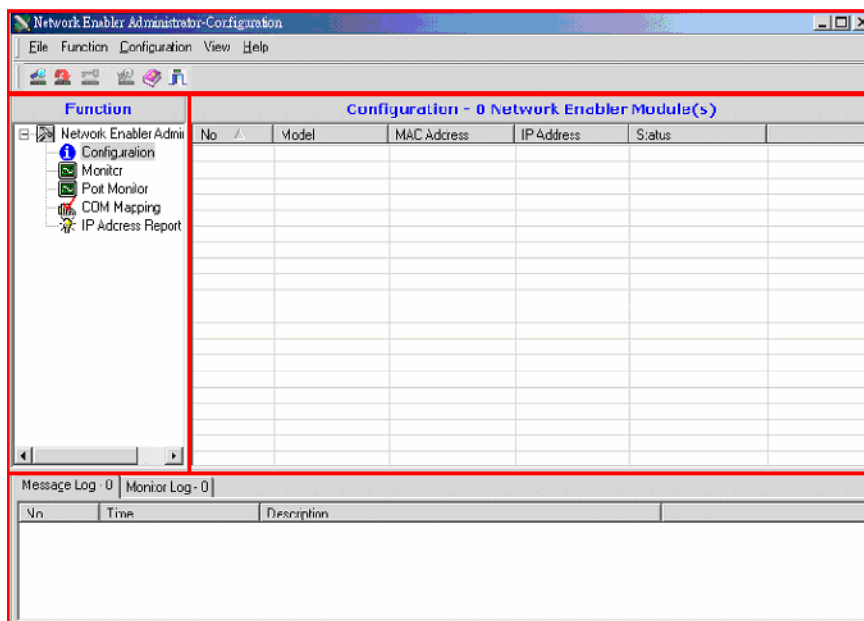 Network Enabler Administrator-Configuration
File Function Configuration View Help
Function
Configuration - 0 Network Enabler Module(s)
Network Enabler Admi
Configuration
Monitor
Port Monitor
COM Mapping
IP Address Report
No Model MAC Address IP Address Status
Message Log - 0 Monitor Log - 0
No Time Description